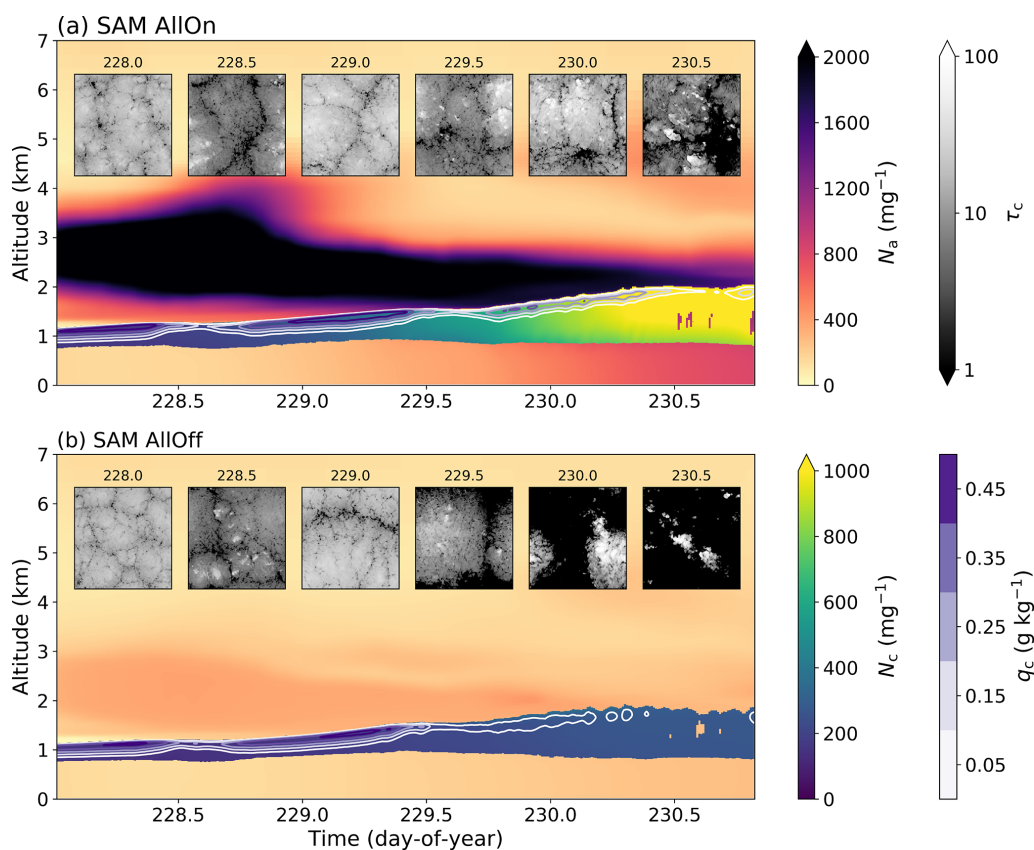 (a) SAM AllOn
7
6
5
4
3
2
1
0
Altitude (km)
228.0 228.5 229.0 229.5 230.0 230.5
228.5 229.0 229.5 230.0 230.5
2000
1600
1200
800
400
0
Nₐ (mg⁻¹)
100
10
1
τc
(b) SAM AllOff
7
6
5
4
3
2
1
0
Altitude (km)
228.0 228.5 229.0 229.5 230.0 230.5
228.5 229.0 229.5 230.0 230.5
Time (day-of-year)
1000
800
600
400
200
0
Nc (mg⁻¹)
0.45
0.35
0.25
0.15
0.05
qc (g kg⁻¹)